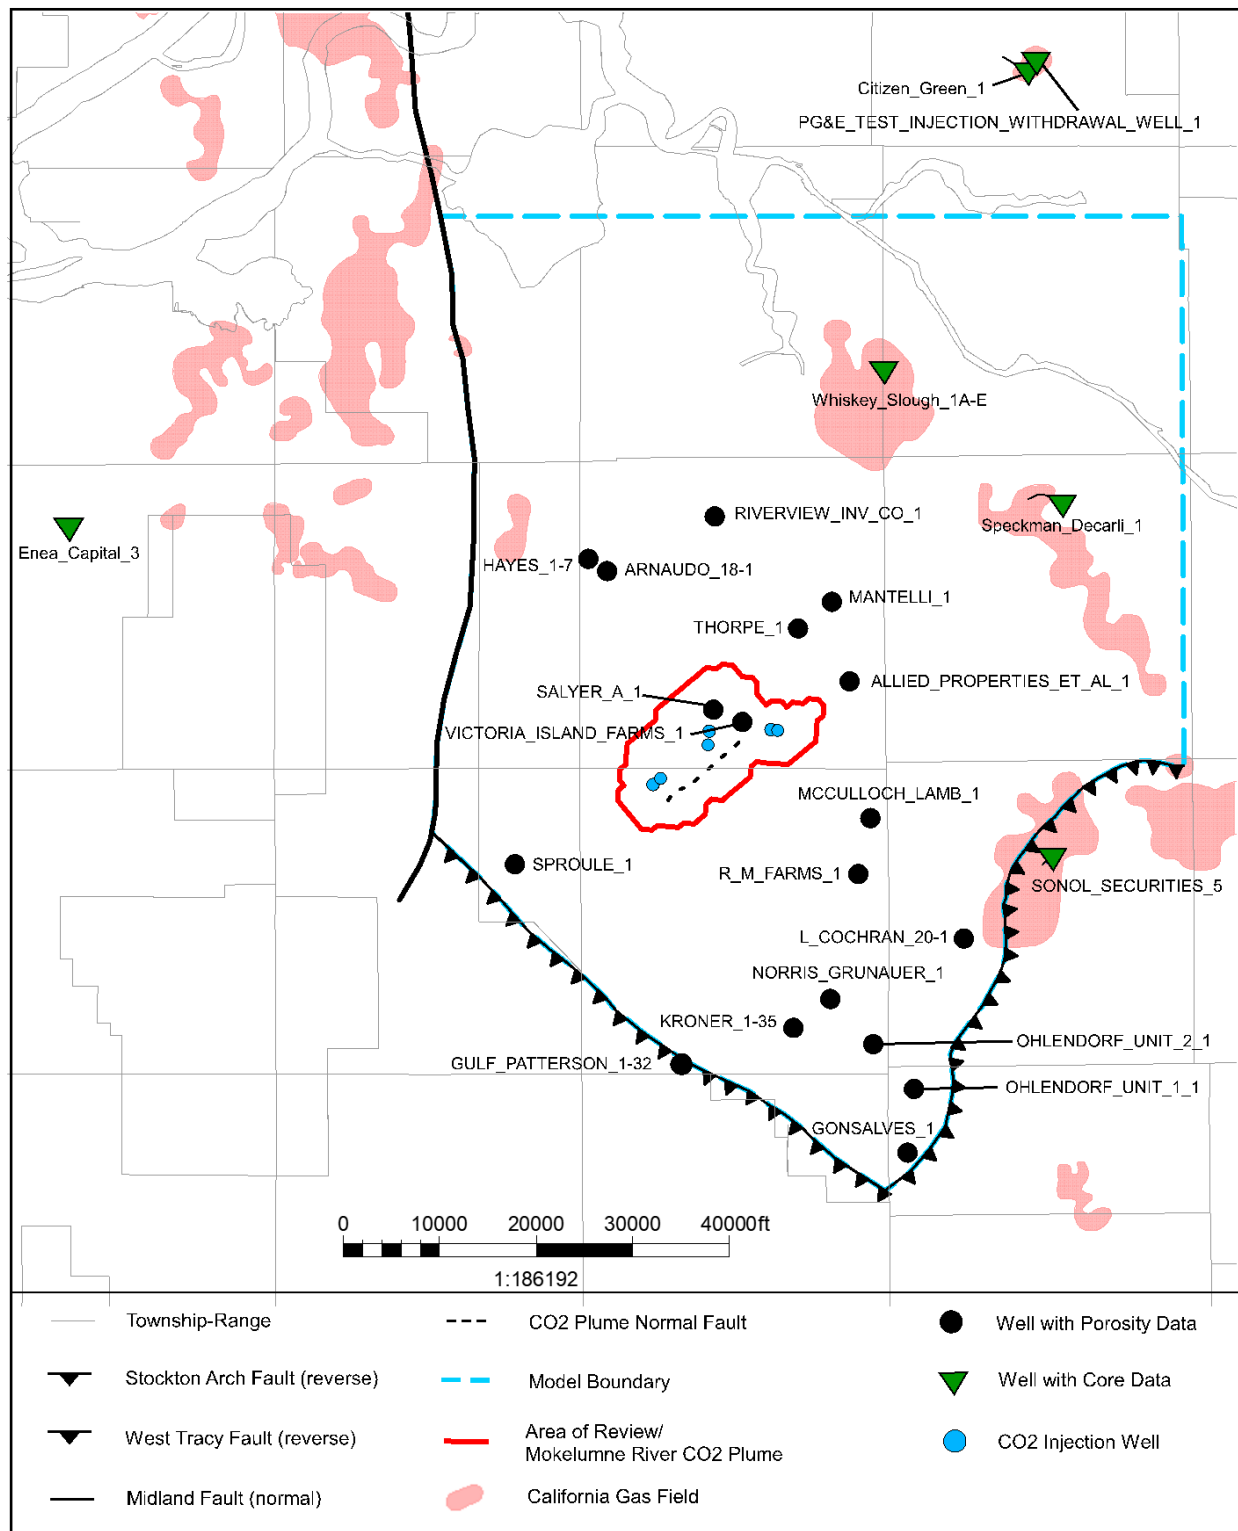 Citizen_Green_1
PG&E_TEST_INJECTION_WITHDRAWAL_WELL_1
Whiskey_Slough_1A-E
Speckman_Decarli_1
Enea_Capital_3
RIVERVIEW_INV_CO_1
HAYES_1-7
ARNAUDO_18-1
MANTELLI_1
THORPE_1
ALLIED_PROPERTIES_ET_AL_1
SALYER_A_1
VICTORIA_ISLAND_FARMS_1
MCCULLOCH_LAMB_1
SPROULE_1
R_M_FARMS_1
SONOL_SECURITIES_5
L_COCHRAN_20-1
NORRIS_GRUNAUER_1
KRONER_1-35
OHLENDORF_UNIT_2_1
GULF_PATTERSON_1-32
OHLENDORF_UNIT_1_1
GONSALVES_1
0 10000 20000 30000 40000ft
1:186192
Township-Range
CO2 Plume Normal Fault
Well with Porosity Data
Stockton Arch Fault (reverse)
Model Boundary
Well with Core Data
West Tracy Fault (reverse)
Area of Review/
Mokelumne River CO2 Plume
CO2 Injection Well
Midland Fault (normal)
California Gas Field